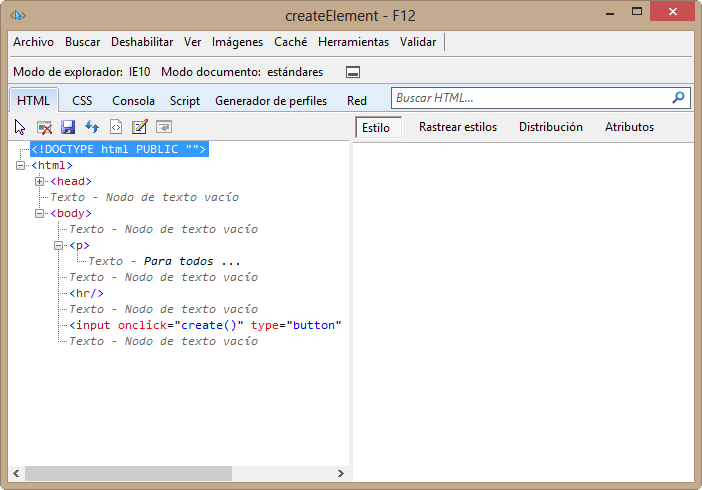 createElement - F12
Archivo Buscar Deshabilitar Ver Imágenes Caché Herramientas Validar
Modo de explorador: IE10 Modo documento: estándares
HTML CSS Consola Script Generador de perfiles Red Buscar HTML...
Estilo Rastrear estilos Distribución Atributos
<!DOCTYPE html PUBLIC "">
<html>
<head>
Texto - Nodo de texto vacío
<body>
Texto - Nodo de texto vacío
<p>
Texto - Para todos ...
Texto - Nodo de texto vacío
<hr/>
Texto - Nodo de texto vacío
<input onclick="create()" type="button"
Texto - Nodo de texto vacío